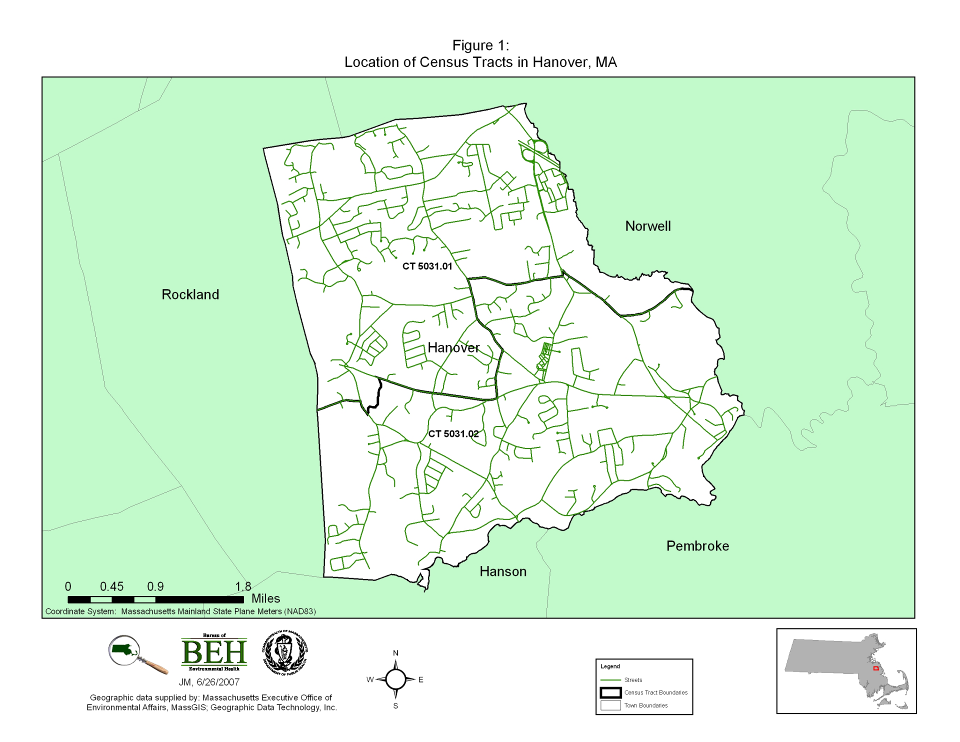 Figure 1:
Location of Census Tracts in Hanover, MA
Norwell
CT 5031.01
Rockland
Hanover
CT 5031.02
Pembroke
Hanson
0 0.45 0.9 1.8
Miles
Coordinate System: Massachusetts Mainland State Plane Meters (NAD83)
Bureau of
BEH
Environmental Health
JM, 6/26/2007
Geographic data supplied by: Massachusetts Executive Office of
Environmental Affairs, MassGIS; Geographic Data Technology, Inc.
N
W E
S
Legend
Streets
Census Tract Boundaries
Town Boundaries